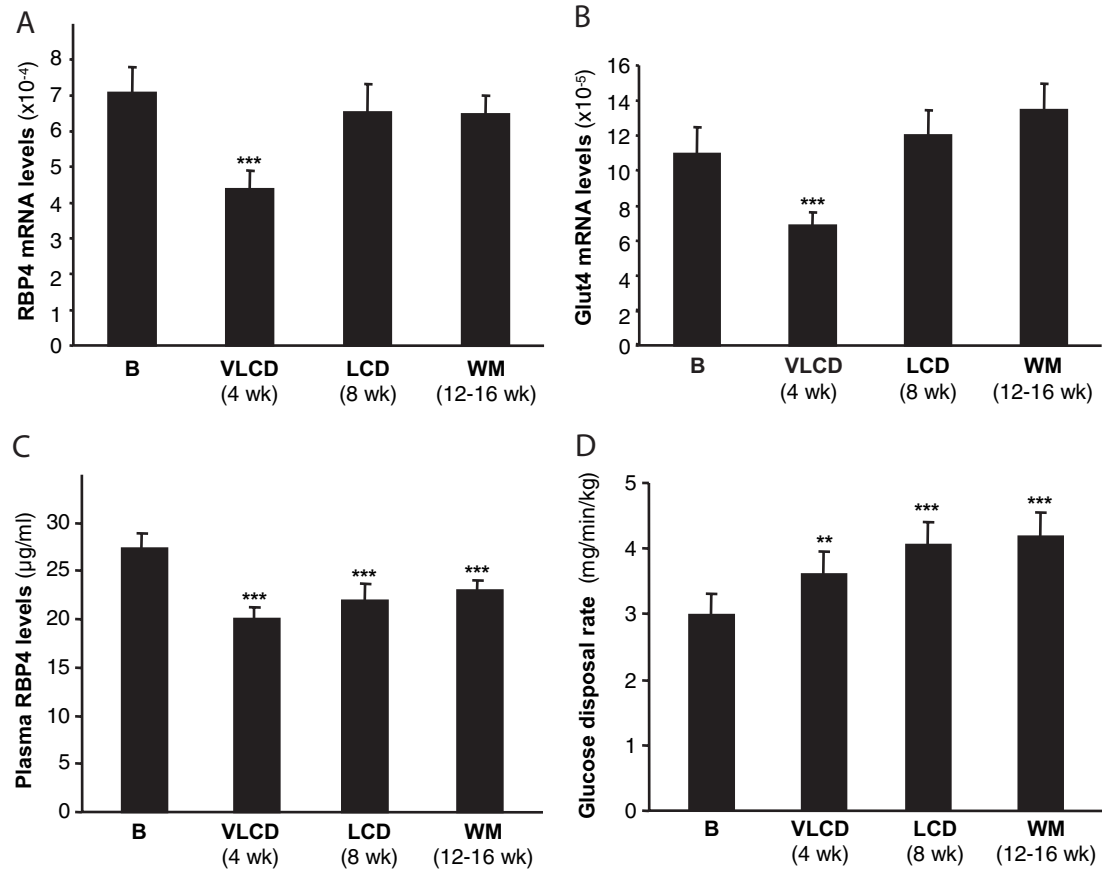 A
RBP4 mRNA levels (x10⁻⁴)
8
7
6
5
4
3
2
1
0
***
B VLCD LCD WM
(4 wk) (8 wk) (12-16 wk)
B
Glut4 mRNA levels (x10⁻⁵)
16
14
12
10
8
6
4
2
0
***
B VLCD LCD WM
(4 wk) (8 wk) (12-16 wk)
C
Plasma RBP4 levels (µg/ml)
30
25
20
15
10
5
0
*** *** ***
B VLCD LCD WM
(4 wk) (8 wk) (12-16 wk)
D
Glucose disposal rate (mg/min/kg)
5
4
3
2
1
0
** *** ***
B VLCD LCD WM
(4 wk) (8 wk) (12-16 wk)